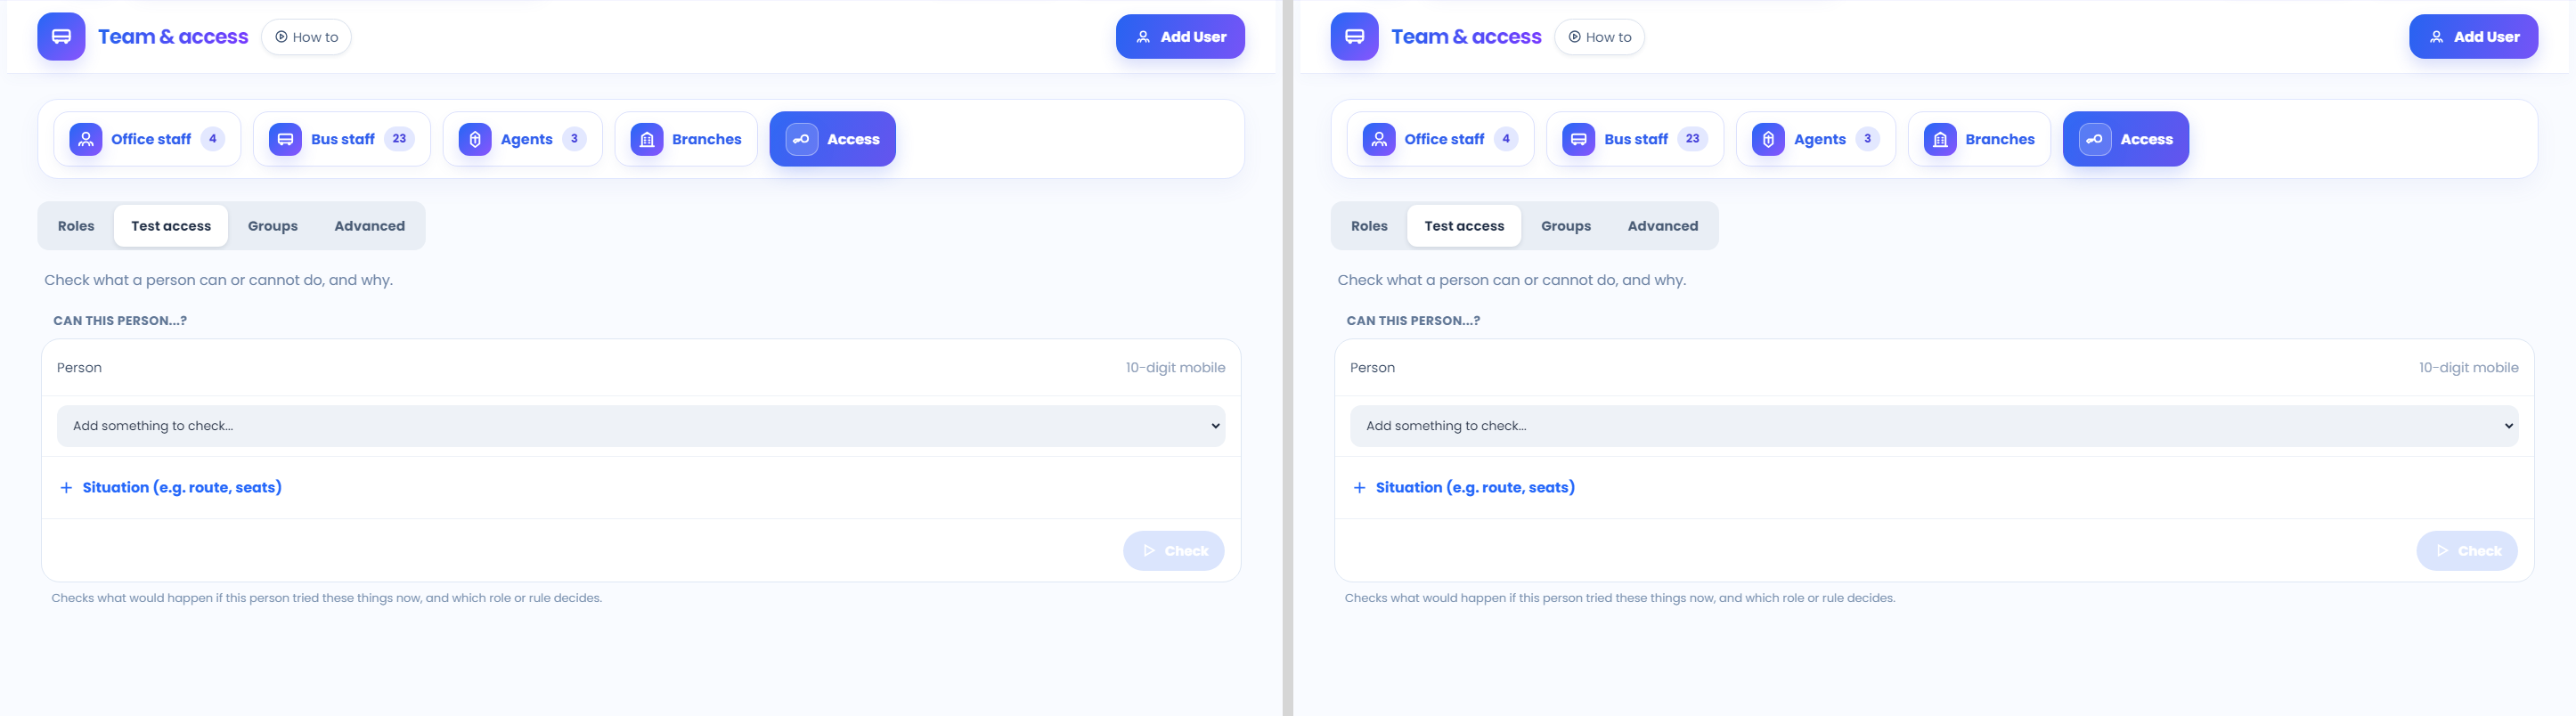 Team & access How to Add User
Office staff 4 Bus staff 23 Agents 3 Branches Access
Roles Test access Groups Advanced
Check what a person can or cannot do, and why.
CAN THIS PERSON...?
Person 10-digit mobile
Add something to check...
+ Situation (e.g. route, seats)
Check
Checks what would happen if this person tried these things now, and which role or rule decides.
Team & access How to Add User
Office staff 4 Bus staff 23 Agents 3 Branches Access
Roles Test access Groups Advanced
Check what a person can or cannot do, and why.
CAN THIS PERSON...?
Person 10-digit mobile
Add something to check...
+ Situation (e.g. route, seats)
Check
Checks what would happen if this person tried these things now, and which role or rule decides.